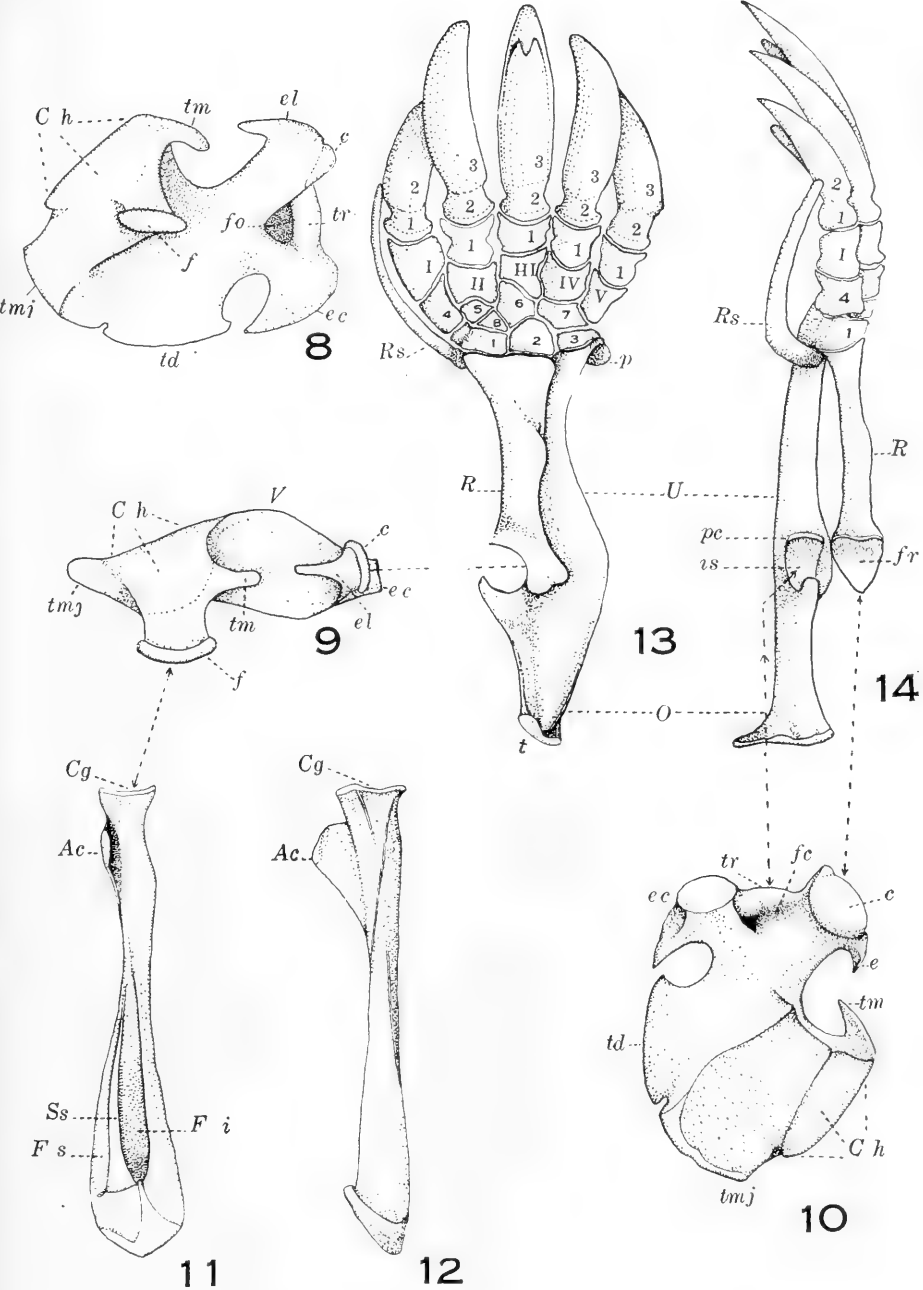 C h
tm
el
c
fo
tr
f
tmj
ec
td
8
C h
V
c
tmj
tm
el
ec
f
9
Cg
Ac
Ss
F s
F i
11
Cg
Ac
12
3
3
3
3
2
2
2
2
2
1
1
1
1
1
I
II
HI
IV
V
4
5
6
7
8
1
2
3
Rs
p
R
U
O
t
13
2
1
I
4
1
Rs
R
pc
is
fr
14
tr
fc
ec
c
e
tm
td
C h
tmj
10